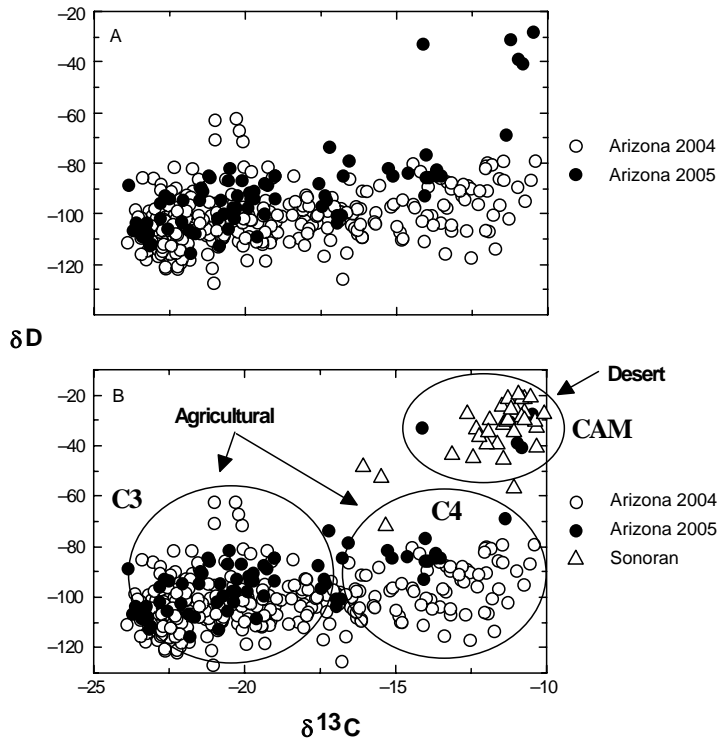 A
−20
−40
−60
−80
−100
−120
Arizona 2004
Arizona 2005
δD
B
−20
−40
−60
−80
−100
−120
Desert
Agricultural
CAM
C3
C4
Arizona 2004
Arizona 2005
Sonoran
−25
−20
−15
−10
δ13C